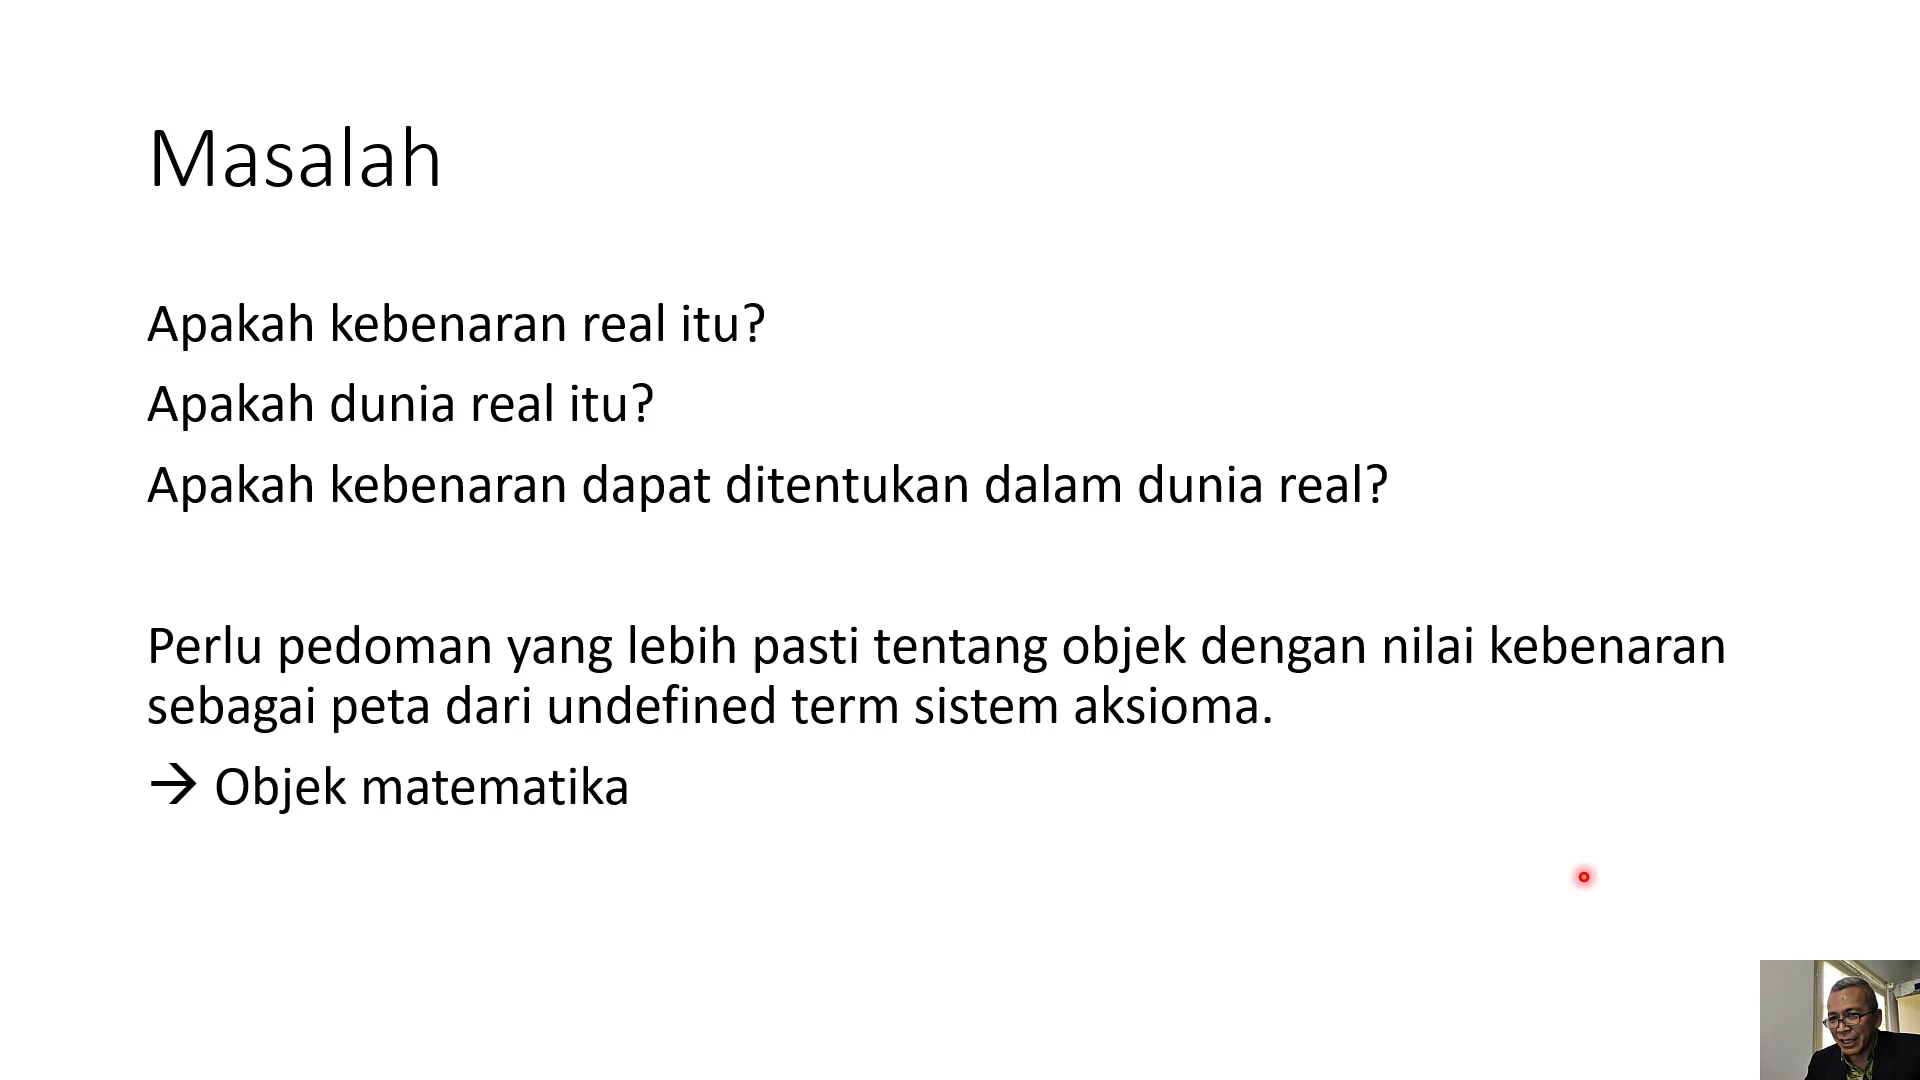 Masalah
Apakah kebenaran real itu?
Apakah dunia real itu?
Apakah kebenaran dapat ditentukan dalam dunia real?
Perlu pedoman yang lebih pasti tentang objek dengan nilai kebenaran
sebagai peta dari undefined term sistem aksioma.
→ Objek matematika